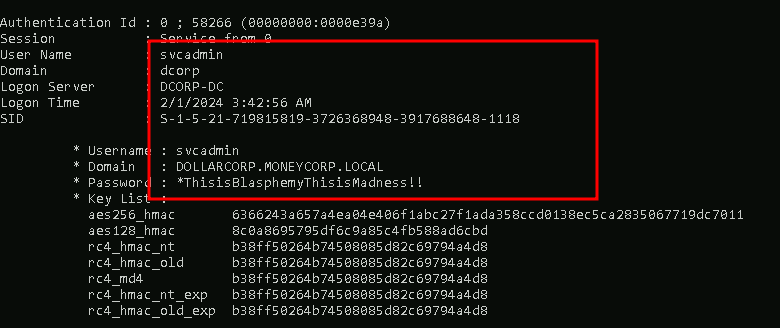 Authentication Id : 0 ; 58266 (00000000:0000e39a)
Session           : Service from 0
User Name         : svcadmin
Domain            : dcorp
Logon Server      : DCORP-DC
Logon Time        : 2/1/2024 3:42:56 AM
SID               : S-1-5-21-719815819-3726368948-3917688648-1118
* Username : svcadmin
* Domain   : DOLLARCORP.MONEYCORP.LOCAL
* Password : *ThisisBlasphemyThisisMadness!!
* Key List :
aes256_hmac       6366243a657a4ea04e406f1abc27f1ada358ccd0138ec5ca2835067719dc7011
aes128_hmac       8c0a8695795df6c9a85c4fb588ad6cbd
rc4_hmac_nt       b38ff50264b74508085d82c69794a4d8
rc4_hmac_old      b38ff50264b74508085d82c69794a4d8
rc4_md4           b38ff50264b74508085d82c69794a4d8
rc4_hmac_nt_exp   b38ff50264b74508085d82c69794a4d8
rc4_hmac_old_exp  b38ff50264b74508085d82c69794a4d8